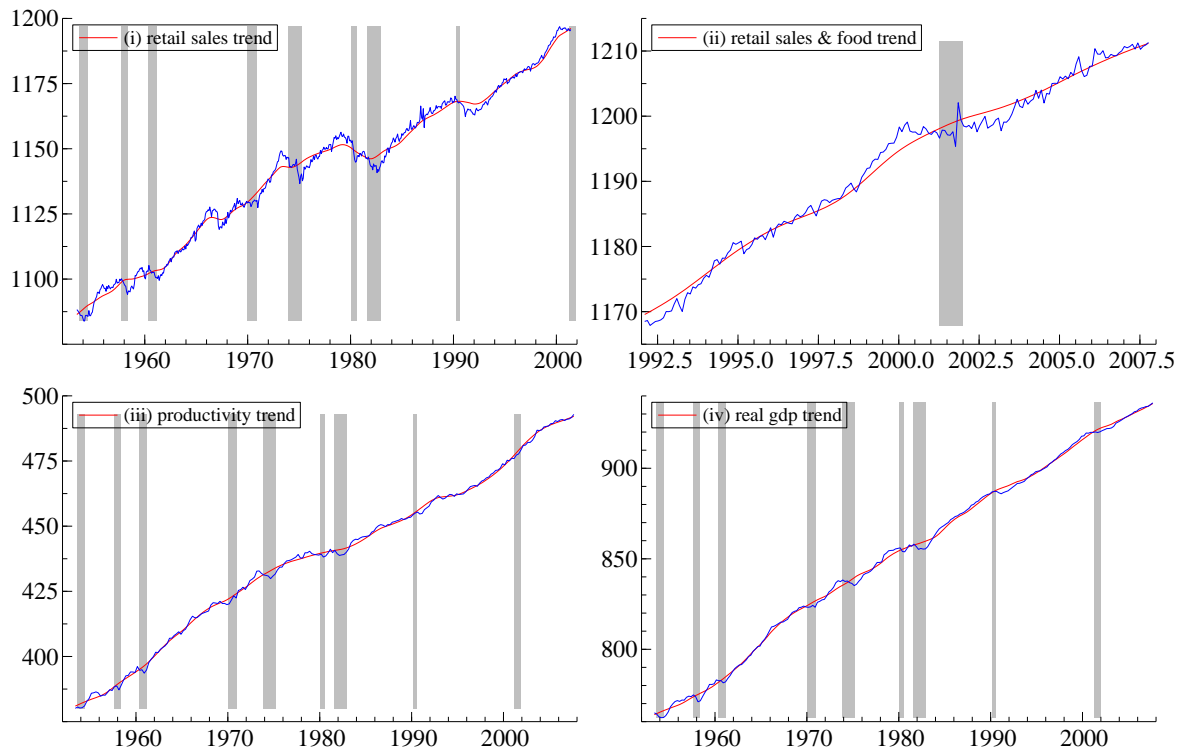 (i) retail sales trend
1200
1175
1150
1125
1100
1960 1970 1980 1990 2000
(ii) retail sales & food trend
1210
1200
1190
1180
1170
1992.5 1995.0 1997.5 2000.0 2002.5 2005.0 2007.5
(iii) productivity trend
500
475
450
425
400
1960 1970 1980 1990 2000
(iv) real gdp trend
900
850
800
1960 1970 1980 1990 2000